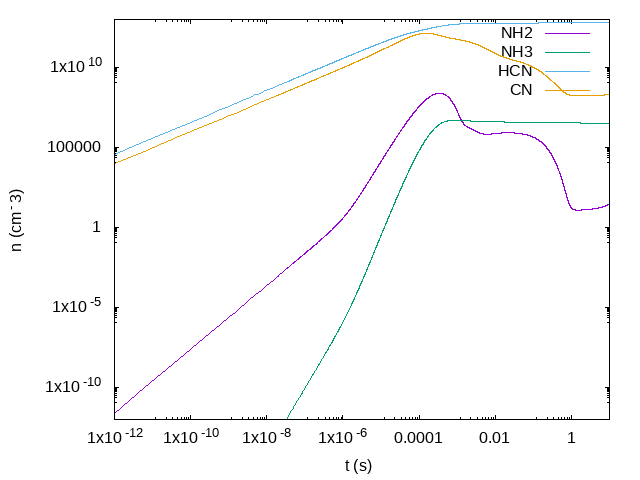 NH2
NH3
HCN
CN
1x10^10
100000
1
1x10^-5
1x10^-10
1x10^-12 1x10^-10 1x10^-8 1x10^-6 0.0001 0.01 1
n (cm^-3)
t (s)